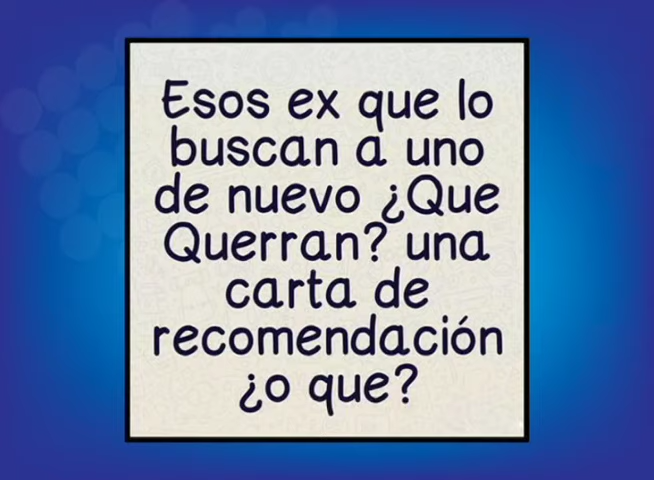 Esos ex que lo
buscan a uno
de nuevo ¿Que
Querran? una
carta de
recomendación
¿o que?